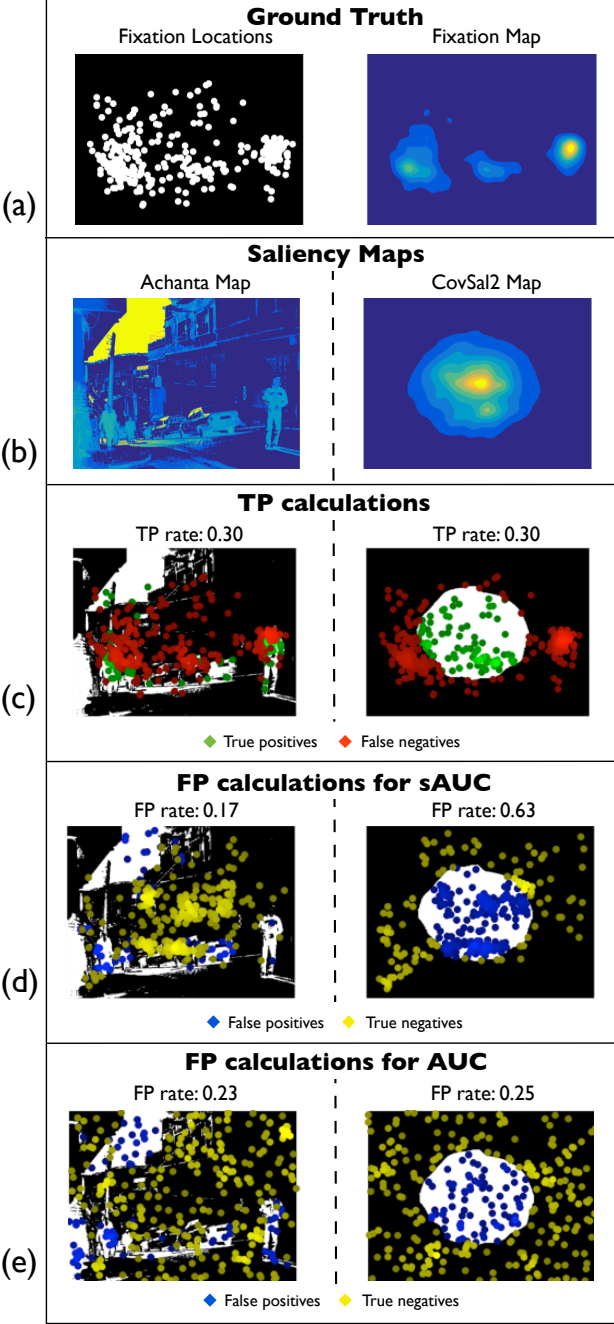 Ground Truth
Fixation Locations
Fixation Map
(a)
Saliency Maps
Achanta Map
CovSal2 Map
(b)
TP calculations
TP rate: 0.30
TP rate: 0.30
(c)
True positives
False negatives
FP calculations for sAUC
FP rate: 0.17
FP rate: 0.63
(d)
False positives
True negatives
FP calculations for AUC
FP rate: 0.23
FP rate: 0.25
(e)
False positives
True negatives